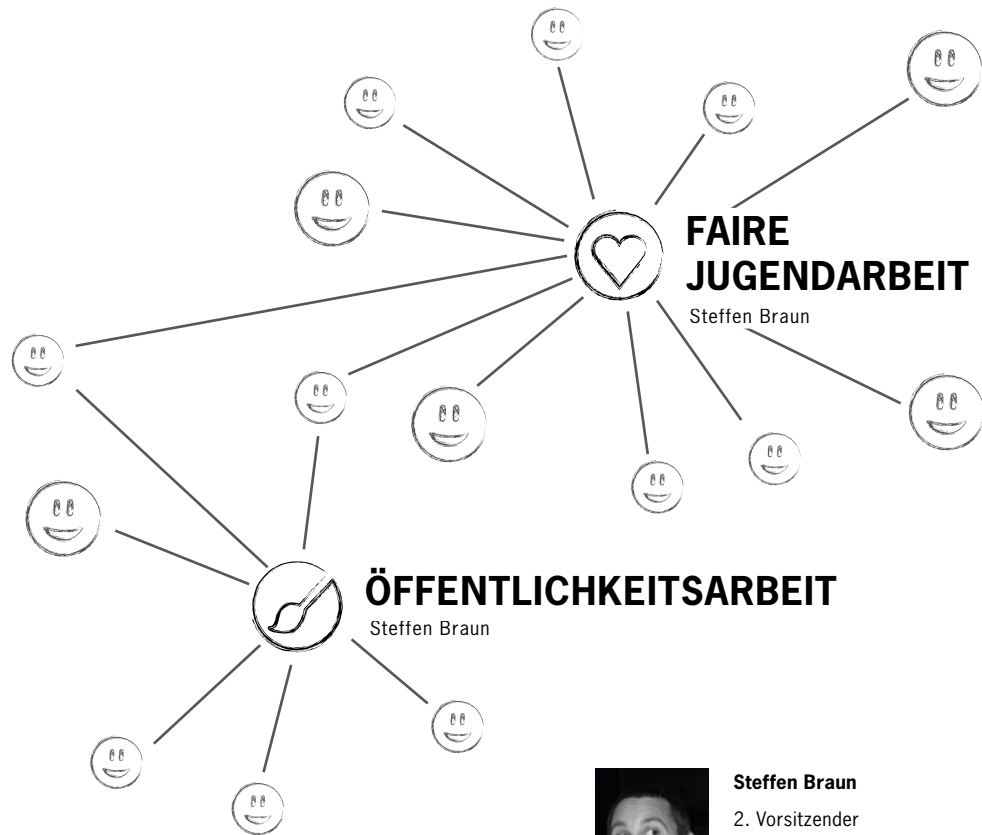 FAIRE
JUGENDARBEIT
Steffen Braun
ÖFFENTLICHKEITSARBEIT
Steffen Braun
Steffen Braun
2. Vorsitzender